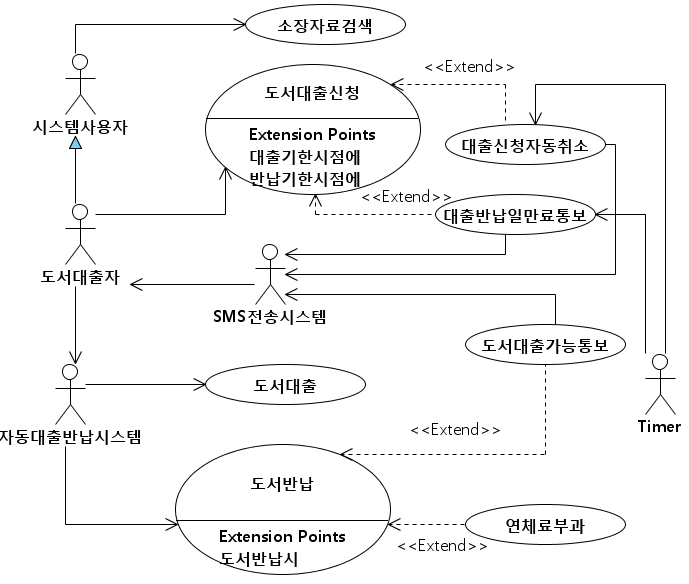 소장자료검색
<<Extend>>
도서대출신청
시스템사용자
Extension Points
대출기한시점에
반납기한시점에
대출신청자동취소
<<Extend>>
대출반납일만료통보
도서대출자
SMS전송시스템
도서대출가능통보
도서대출
Timer
자동대출반납시스템
<<Extend>>
도서반납
Extension Points
도서반납시
연체료부과
<<Extend>>